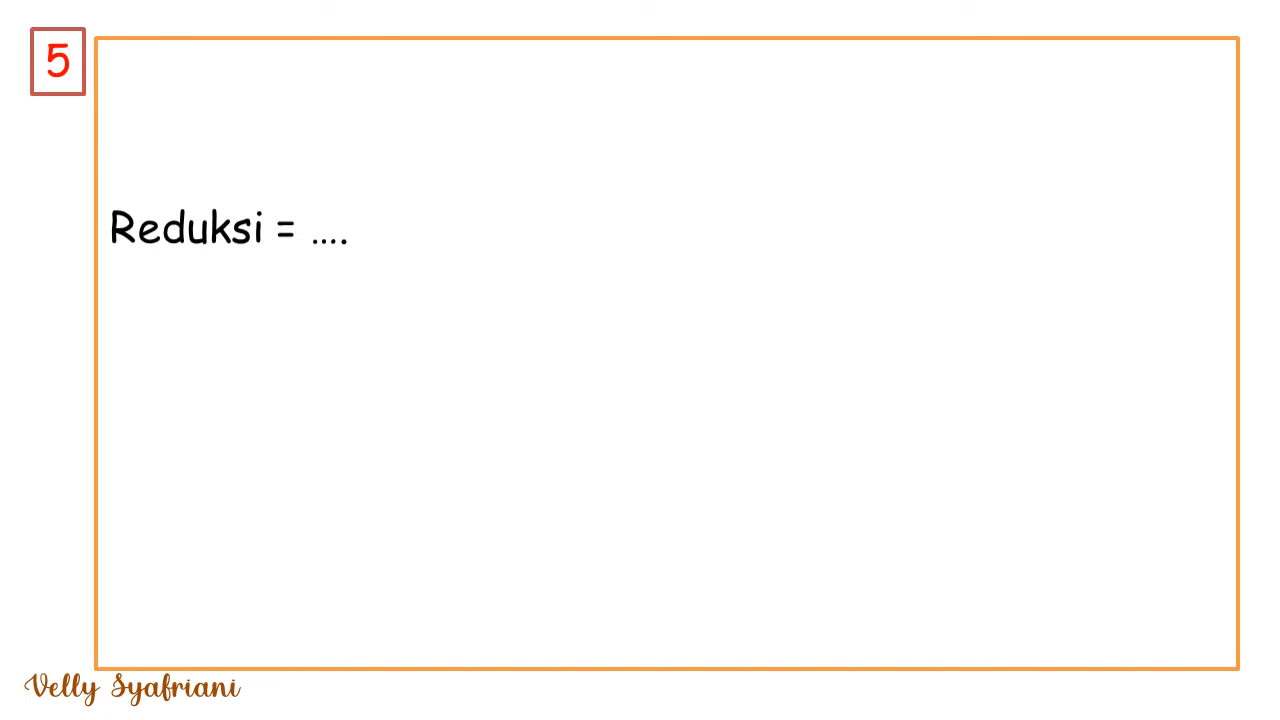 5
Reduksi = ....
Velly Syafriani